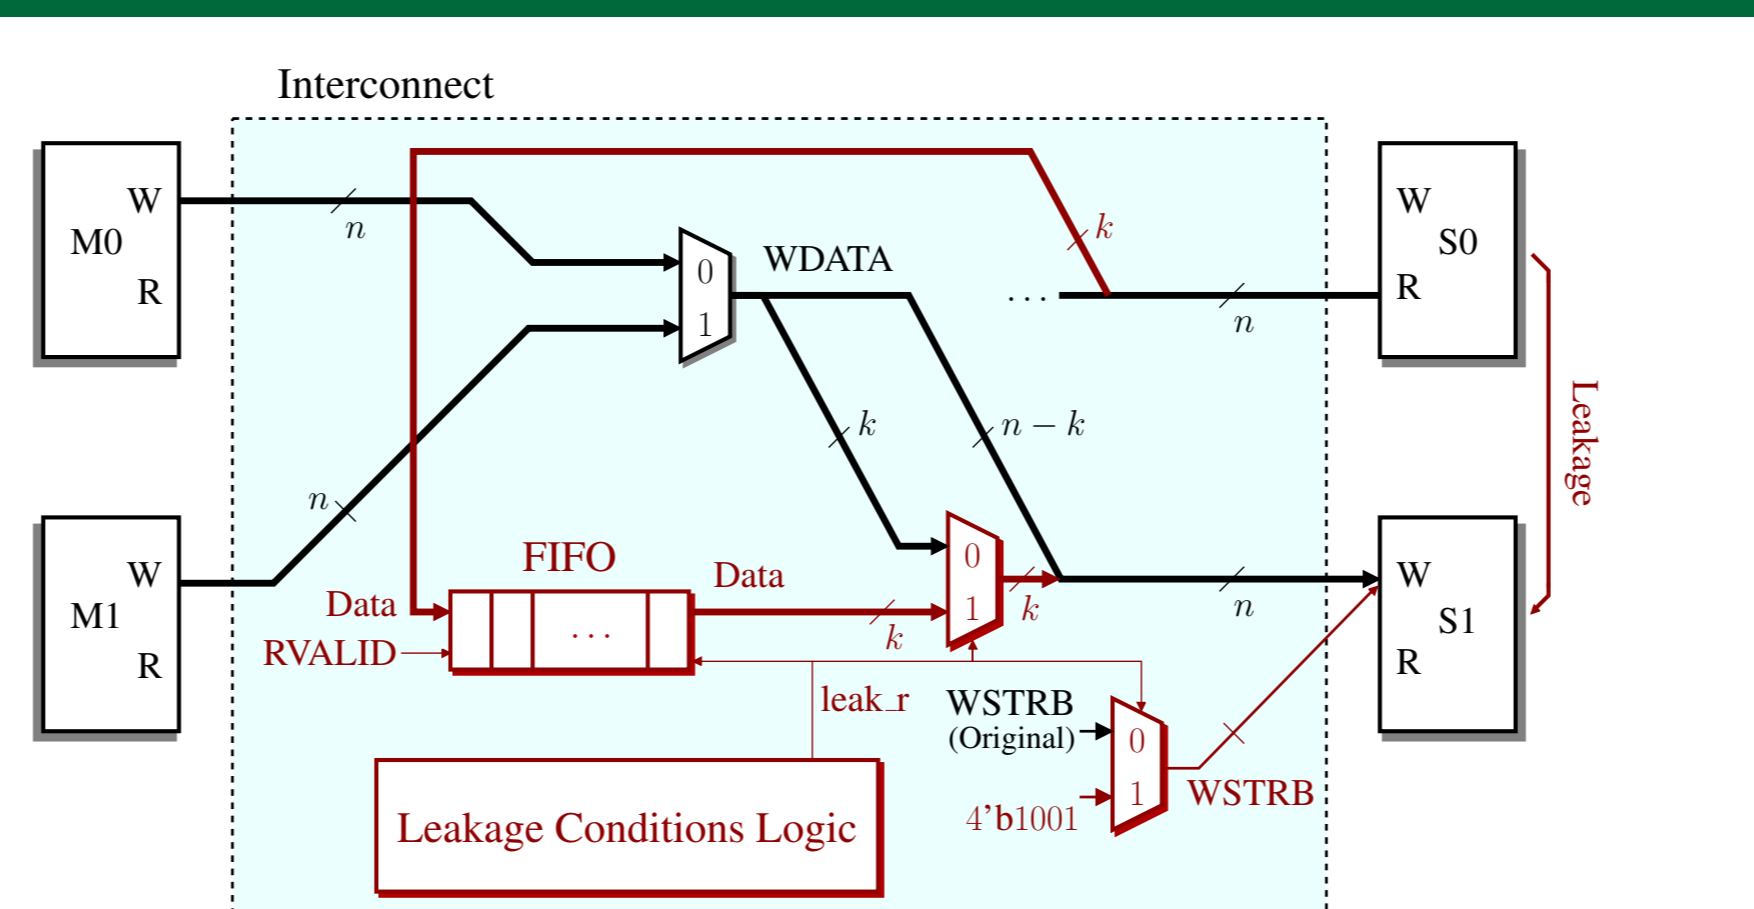 Interconnect
W
M0
R
n
0
1
WDATA
k
...
n
W
S0
R
Leakage
n
k
n − k
W
M1
R
FIFO
Data
RVALID
...
Data
k
0
1
k
n
W
S1
R
leak_r
WSTRB
(Original)
4’b1001
0
1
WSTRB
Leakage Conditions Logic